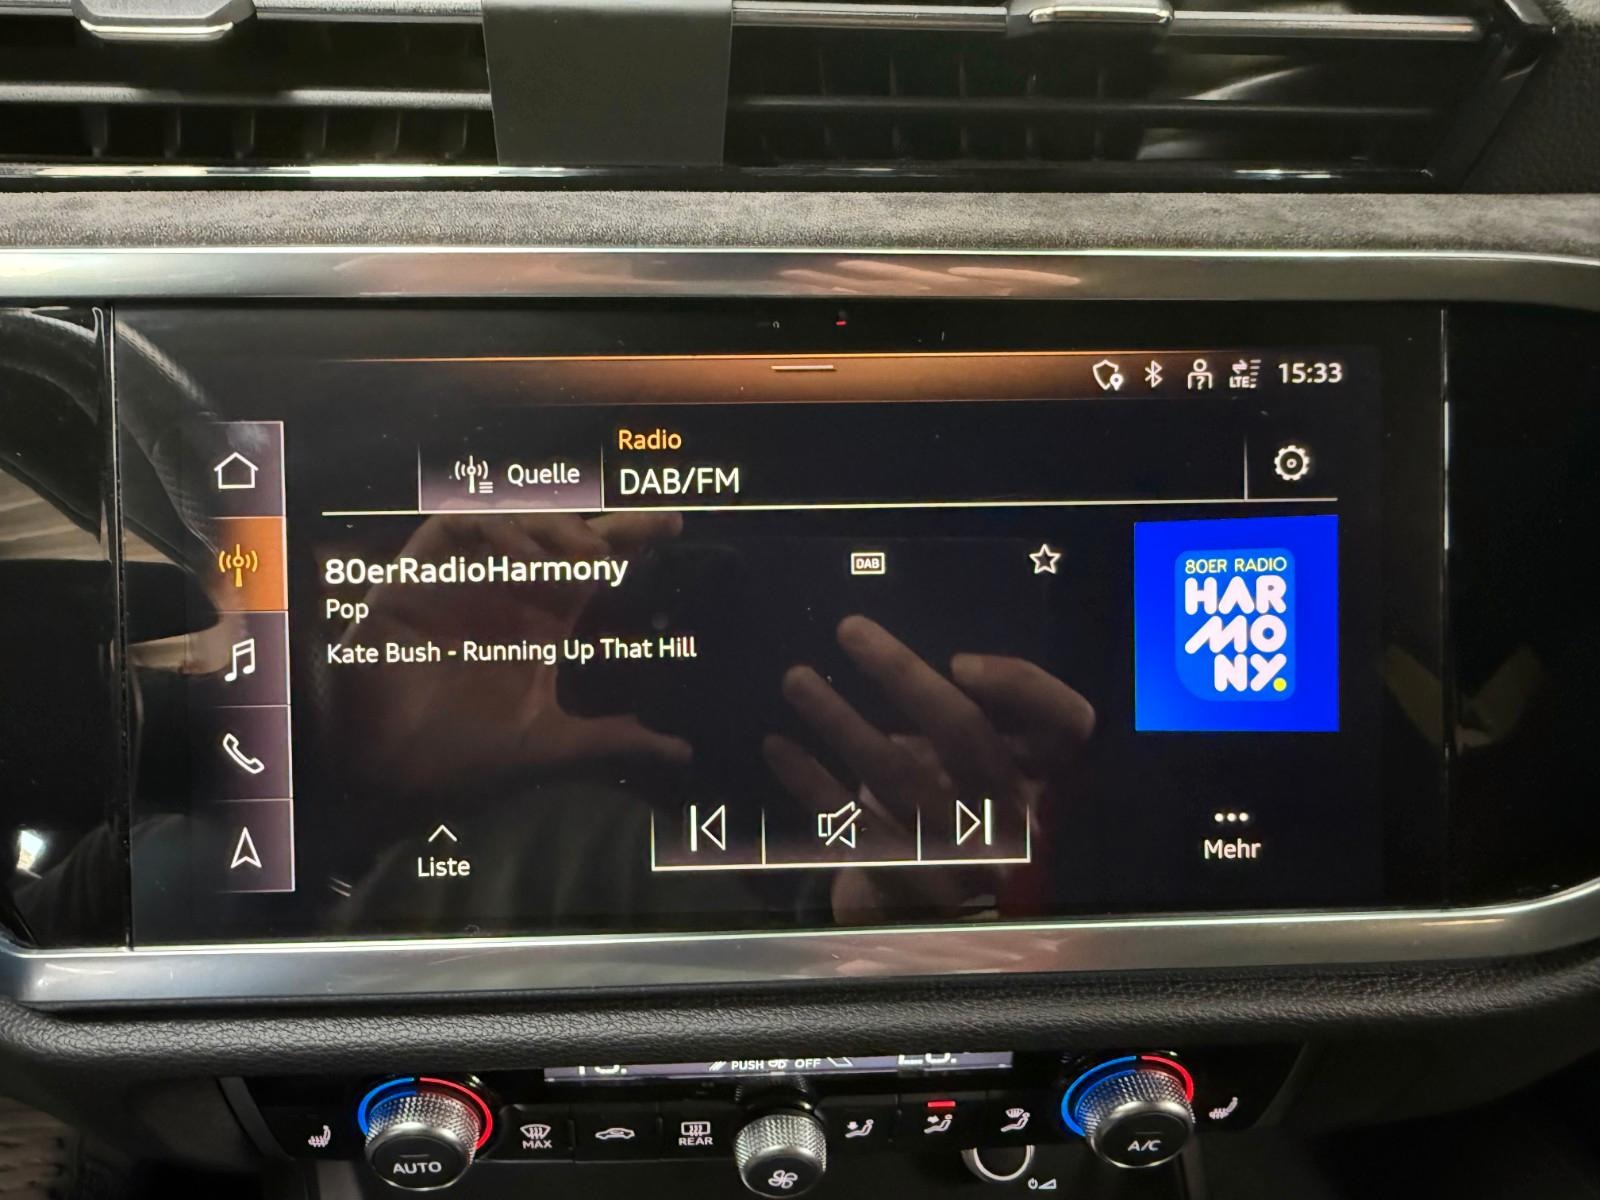 LTE 15:33
Radio
Quelle
DAB/FM
80erRadioHarmony
DAB
Pop
Kate Bush - Running Up That Hill
80ER RADIO
HAR
MO
NY.
Liste
Mehr
PUSH OFF
MAX
REAR
AUTO
A/C